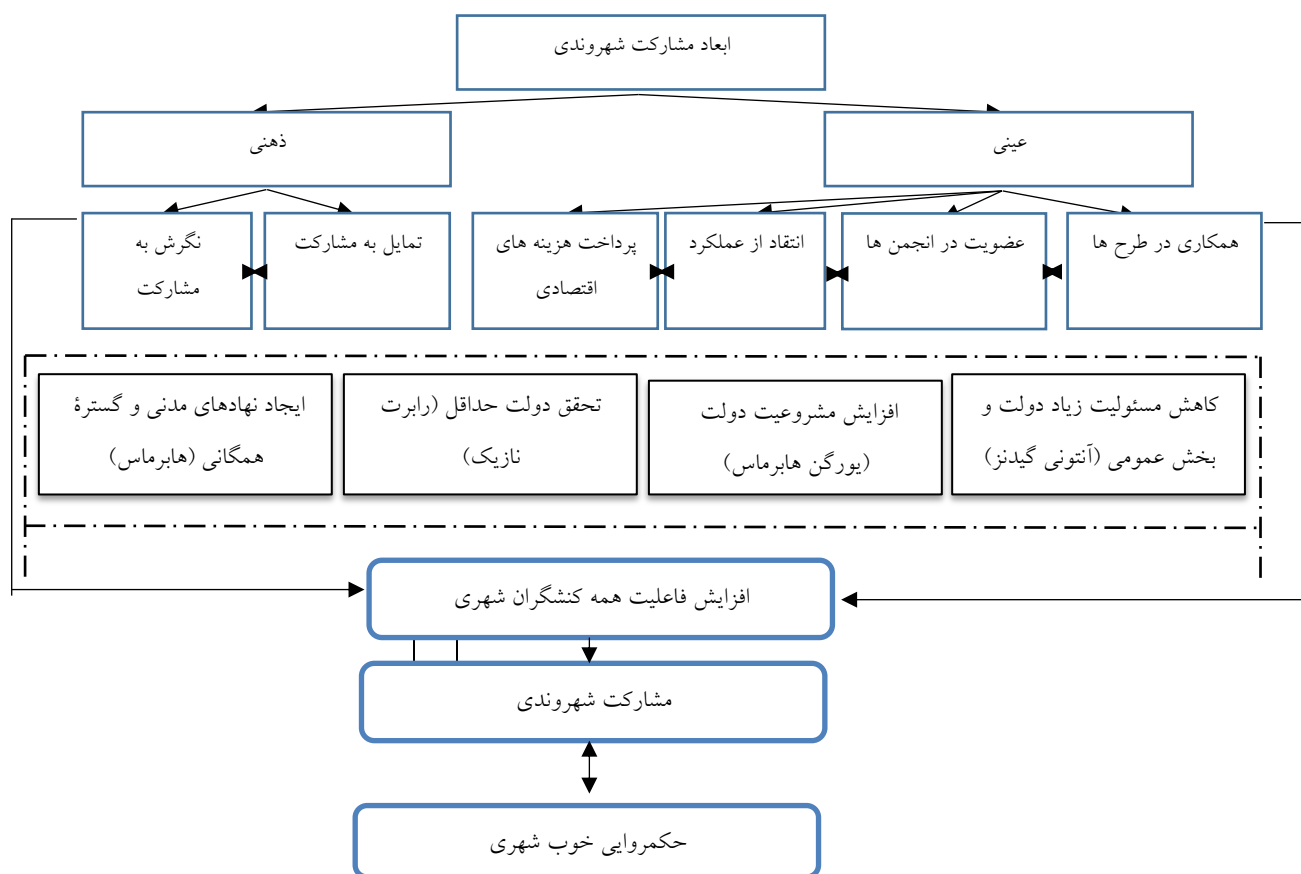 ابعاد مشارکت شهروندی
عینی
ذهنی
همکاری در طرح ها
عضویت در انجمن ها
انتقاد از عملکرد
پرداخت هزینه های
اقتصادی
تمایل به مشارکت
نگرش به
مشارکت
کاهش مسئولیت زیاد دولت و
بخش عمومی (آنتونی گیدنز)
افزایش مشروعیت دولت
(یورگن هابرماس)
تحقق دولت حداقل (رابرت
نازیک)
ایجاد نهادهای مدنی و گسترۀ
همگانی (هابرماس)
افزایش فاعلیت همه کنشگران شهری
مشارکت شهروندی
حکمروایی خوب شهری